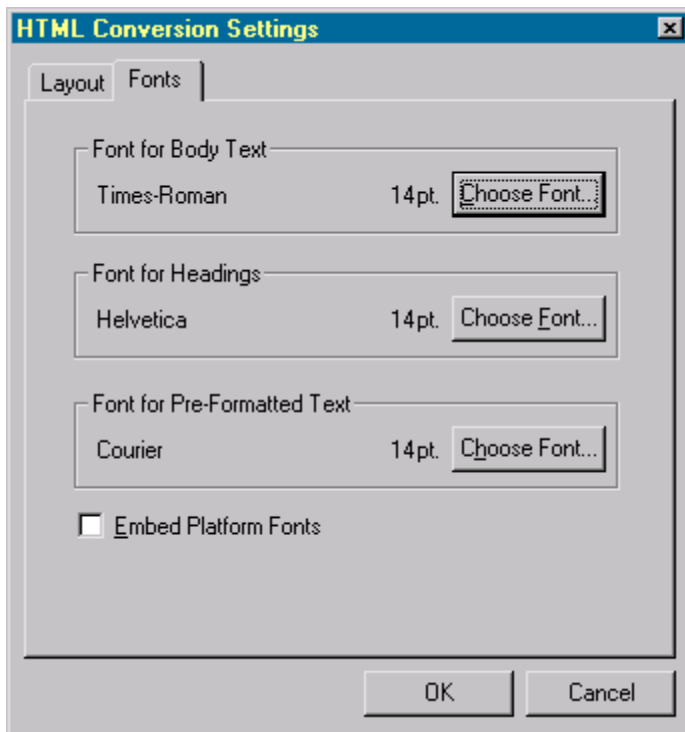 HTML Conversion Settings
Layout Fonts
Font for Body Text
Times-Roman 14pt. Choose Font...
Font for Headings
Helvetica 14pt. Choose Font...
Font for Pre-Formatted Text
Courier 14pt. Choose Font...
Embed Platform Fonts
OK Cancel